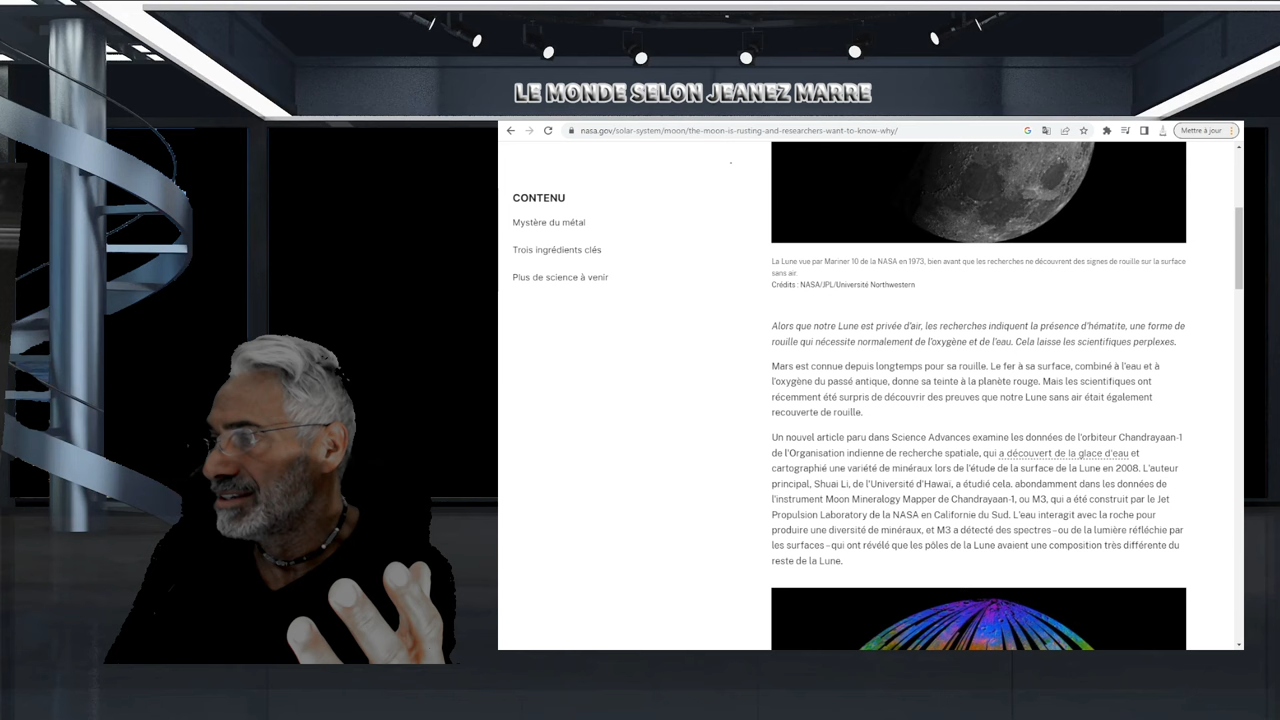 LE MONDE SELON JEANEZ MARRE
nasa.gov/solar-system/moon/the-moon-is-rusting-and-researchers-want-to-know-why/
Mettre à jour
CONTENU
Mystère du métal
Trois ingrédients clés
Plus de science à venir
La Lune vue par Mariner 10 de la NASA en 1973, bien avant que les recherches ne découvrent des signes de rouille sur la surface
sans air.
Crédits : NASA/JPL/Université Northwestern
Alors que notre Lune est privée d'air, les recherches indiquent la présence d'hématite, une forme de
rouille qui nécessite normalement de l'oxygène et de l'eau. Cela laisse les scientifiques perplexes.
Mars est connue depuis longtemps pour sa rouille. Le fer à sa surface, combiné à l'eau et à
l'oxygène du passé antique, donne sa teinte à la planète rouge. Mais les scientifiques ont
récemment été surpris de découvrir des preuves que notre Lune sans air était également
recouverte de rouille.
Un nouvel article paru dans Science Advances examine les données de l'orbiteur Chandrayaan-1
de l'Organisation indienne de recherche spatiale, qui a découvert de la glace d'eau et
cartographié une variété de minéraux lors de l'étude de la surface de la Lune en 2008. L'auteur
principal, Shuai Li, de l'Université d'Hawai, a étudié cela. abondamment dans les données de
l'instrument Moon Mineralogy Mapper de Chandrayaan-1, ou M3, qui a été construit par le Jet
Propulsion Laboratory de la NASA en Californie du Sud. L'eau interagit avec la roche pour
produire une diversité de minéraux, et M3 a détecté des spectres – ou de la lumière réfléchie par
les surfaces – qui ont révélé que les pôles de la Lune avaient une composition très différente du
reste de la Lune.